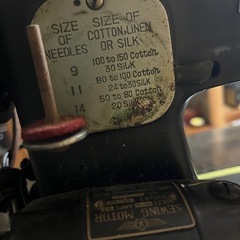 SIZE OF NEEDLES
SIZE OF COTTON, LINEN OR SILK
9
100 to 150 Cotton
30 SILK
11
80 to 100 Cotton
24 to 30 SILK
14
50 to 80 Cotton
20 SILK
SEWING MOTOR